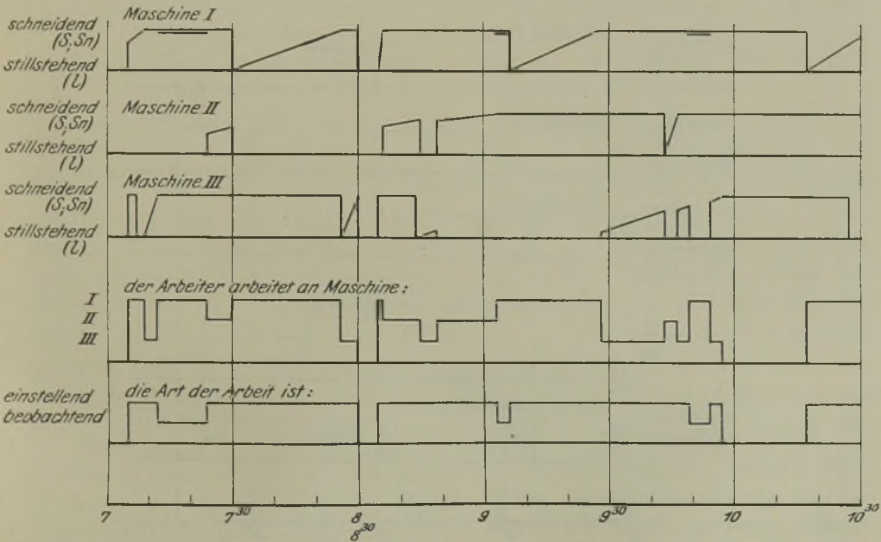 Maschine I
schneidend
(S,Sn)
stillstehend
(l)
Maschine II
schneidend
(S,Sn)
stillstehend
(l)
Maschine III
schneidend
(S,Sn)
stillstehend
(l)
der Arbeiter arbeitet an Maschine:
I
II
III
die Art der Arbeit ist:
einstellend
beobachtend
7 7³⁰ 8 9 9³⁰ 10 10³⁰
8³⁰